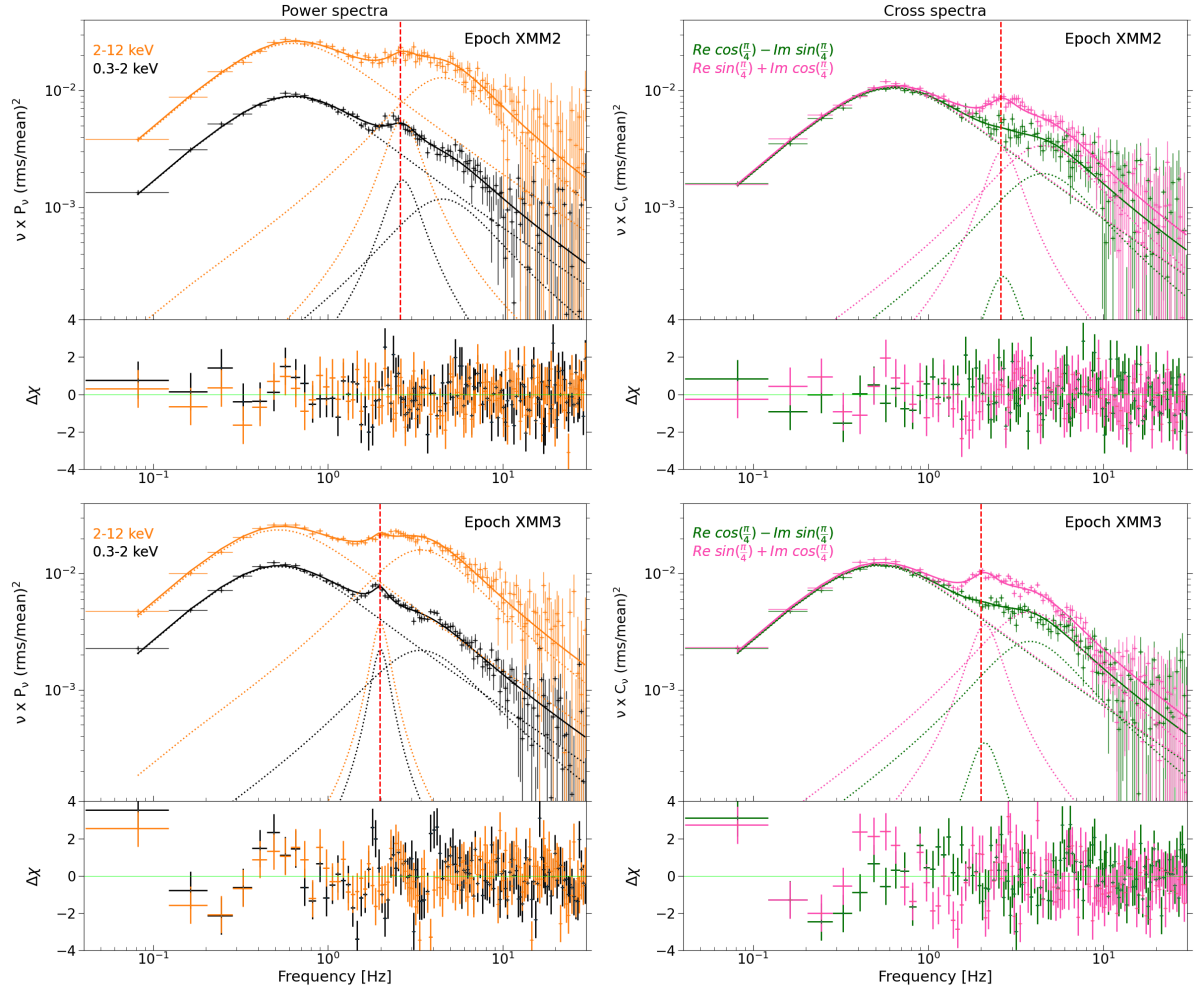 Power spectra
Cross spectra
2-12 keV
0.3-2 keV
Epoch XMM2
ν x Pν (rms/mean)²
10⁻²
10⁻³
4
2
0
−2
−4
Δχ
10⁻¹
10⁰
10¹
Re cos(π/4) − Im sin(π/4)
Re sin(π/4) + Im cos(π/4)
Epoch XMM2
ν x Cν (rms/mean)²
10⁻²
10⁻³
4
2
0
−2
−4
Δχ
10⁻¹
10⁰
10¹
2-12 keV
0.3-2 keV
Epoch XMM3
ν x Pν (rms/mean)²
10⁻²
10⁻³
4
2
0
−2
−4
Δχ
10⁻¹
10⁰
10¹
Frequency [Hz]
Re cos(π/4) − Im sin(π/4)
Re sin(π/4) + Im cos(π/4)
Epoch XMM3
ν x Cν (rms/mean)²
10⁻²
10⁻³
4
2
0
−2
−4
Δχ
10⁻¹
10⁰
10¹
Frequency [Hz]